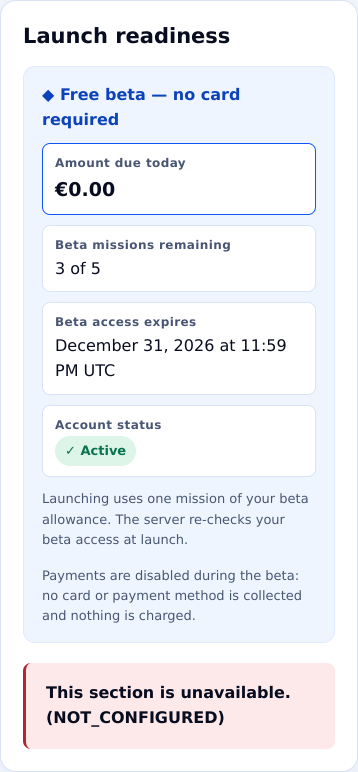 Launch readiness
◆ Free beta — no card
required
Amount due today
€0.00
Beta missions remaining
3 of 5
Beta access expires
December 31, 2026 at 11:59
PM UTC
Account status
✓ Active
Launching uses one mission of your beta
allowance. The server re-checks your
beta access at launch.
Payments are disabled during the beta:
no card or payment method is collected
and nothing is charged.
This section is unavailable.
(NOT_CONFIGURED)